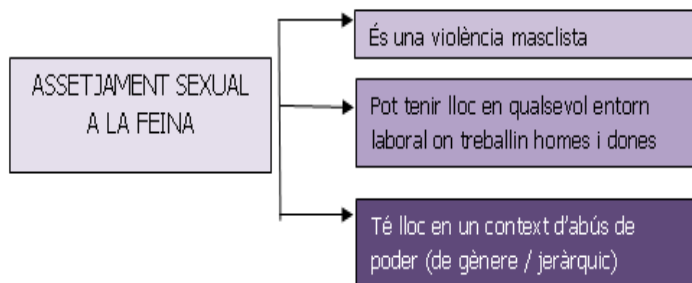 ASSETJAMENT SEXUAL
A LA FEINA
És una violència masclista
Pot tenir lloc en qualsevol entorn
laboral on treballin homes i dones
Té lloc en un context d'abús de
poder (de gènere / jeràrquic)